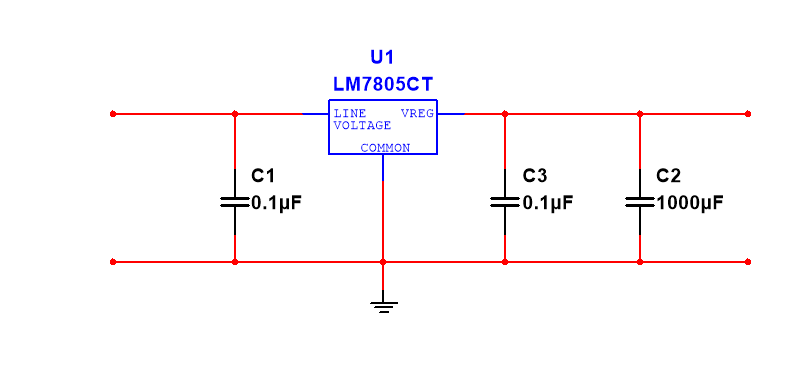 U1
LM7805CT
LINE VREG
VOLTAGE
COMMON
C1
0.1µF
C3
0.1µF
C2
1000µF